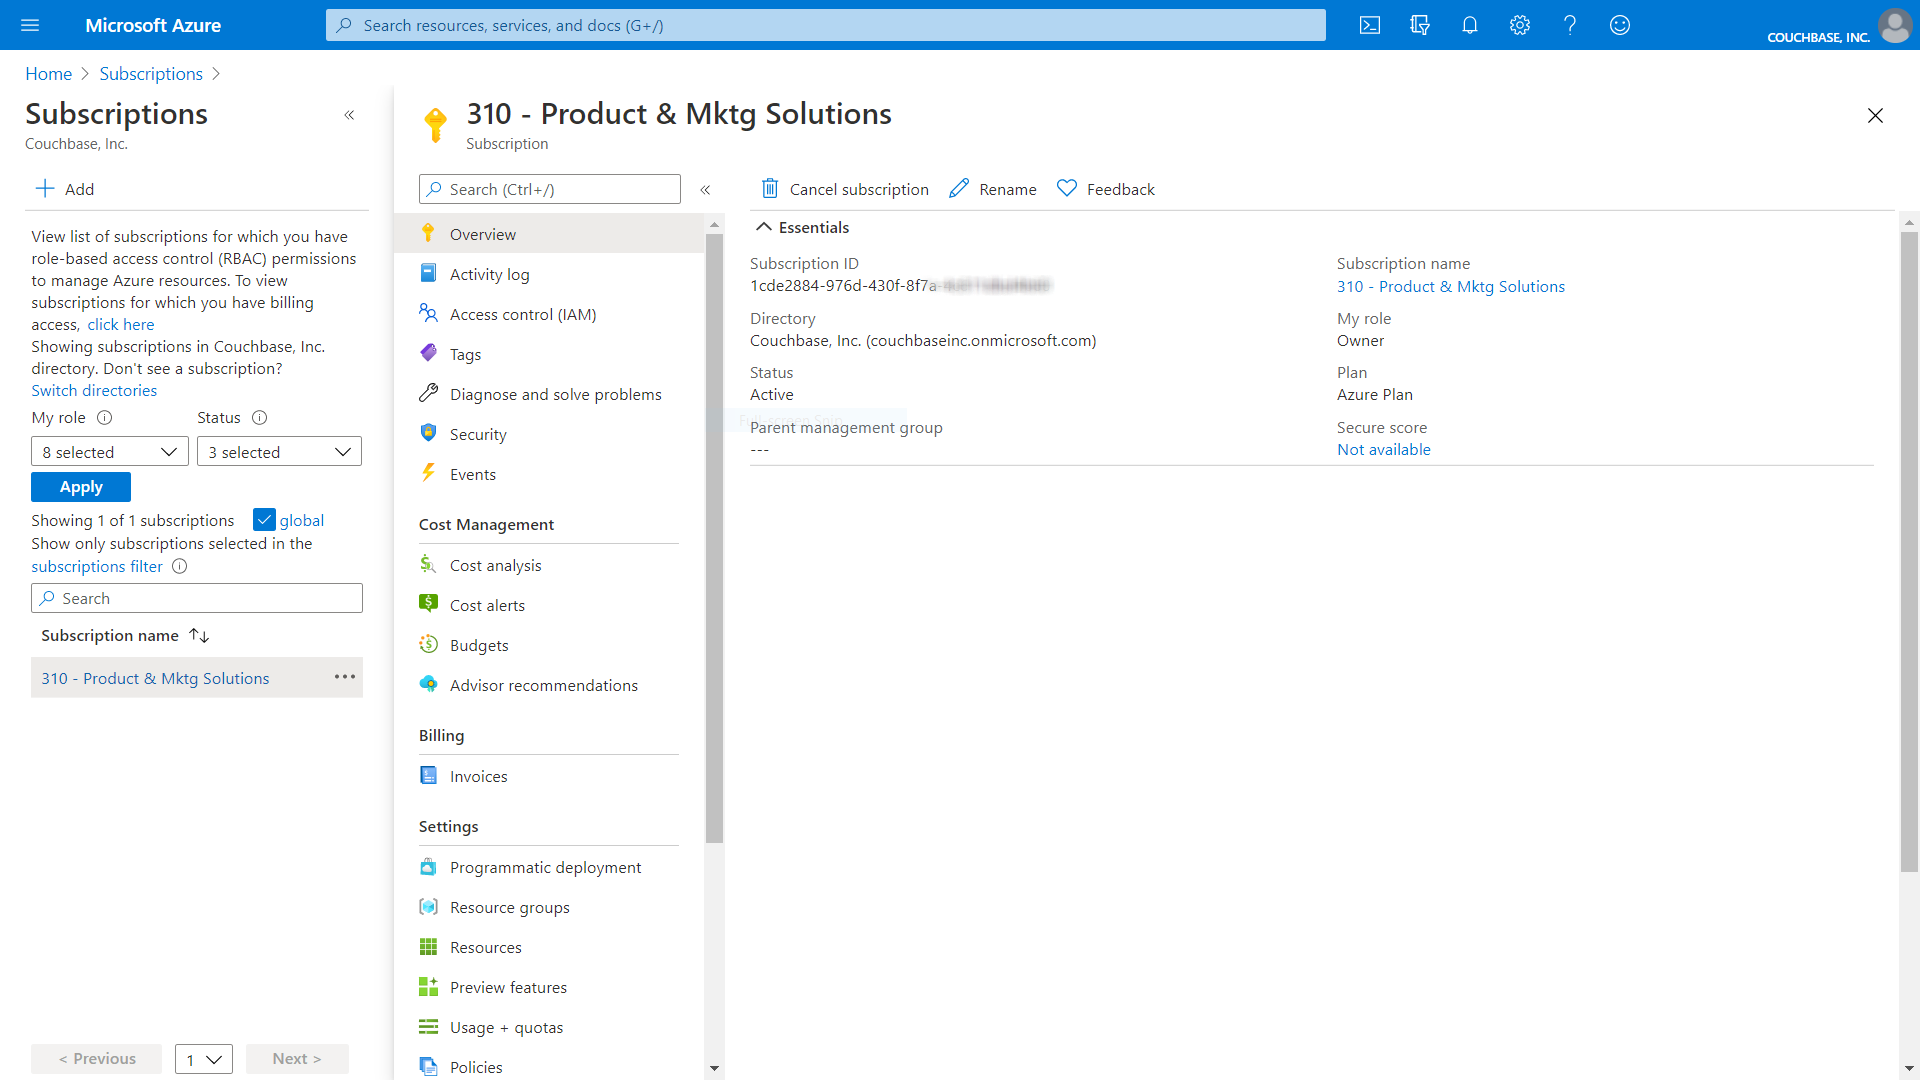 Microsoft Azure
Search resources, services, and docs (G+/)
COUCHBASE, INC.
Home
Subscriptions
Subscriptions
Couchbase, Inc.
Add
View list of subscriptions for which you have
role-based access control (RBAC) permissions
to manage Azure resources. To view
subscriptions for which you have billing
access, click here
Showing subscriptions in Couchbase, Inc.
directory. Don't see a subscription?
Switch directories
My role
Status
8 selected
3 selected
Apply
Showing 1 of 1 subscriptions
global
Show only subscriptions selected in the
subscriptions filter
Search
Subscription name
310 - Product & Mktg Solutions
< Previous
1
Next >
310 - Product & Mktg Solutions
Subscription
Search (Ctrl+/)
Overview
Activity log
Access control (IAM)
Tags
Diagnose and solve problems
Security
Events
Cost Management
Cost analysis
Cost alerts
Budgets
Advisor recommendations
Billing
Invoices
Settings
Programmatic deployment
Resource groups
Resources
Preview features
Usage + quotas
Policies
Cancel subscription
Rename
Feedback
Essentials
Subscription ID
1cde2884-976d-430f-8f7a-
Directory
Couchbase, Inc. (couchbaseinc.onmicrosoft.com)
Status
Active
Parent management group
---
Subscription name
310 - Product & Mktg Solutions
My role
Owner
Plan
Azure Plan
Secure score
Not available